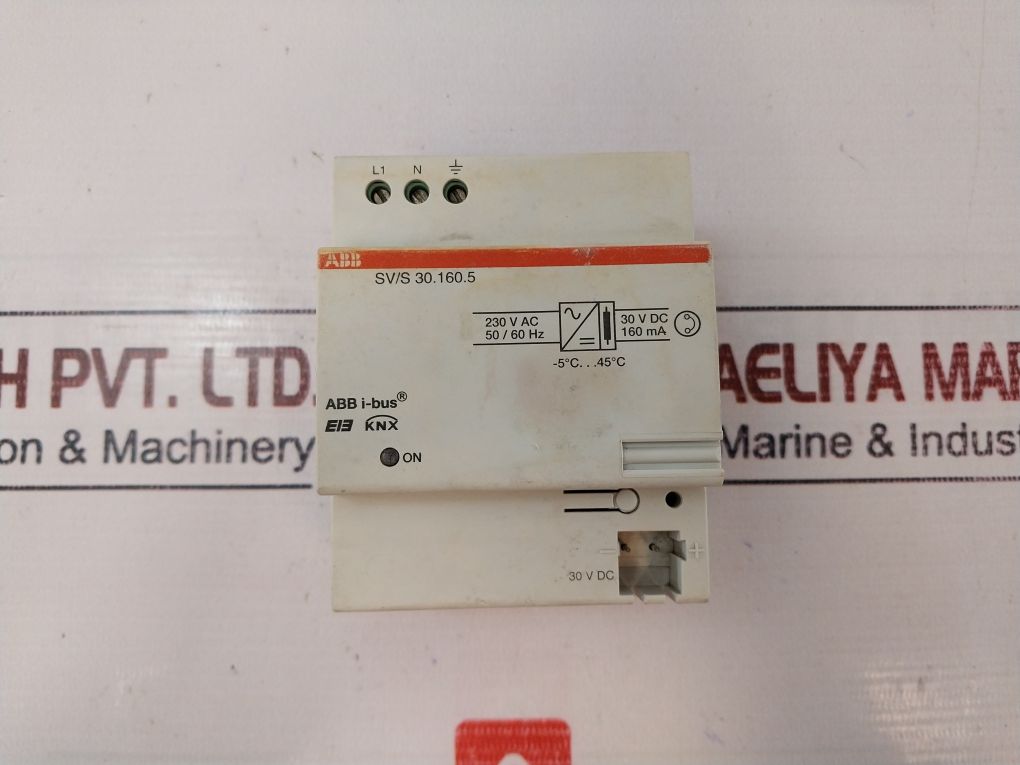 L1 N
ABB
SV/S 30.160.5
230 V AC
50 / 60 Hz
30 V DC
160 mA
-5°C. . .45°C
ABB i-bus®
EIB KNX
ON
H PVT. LTD.
AELIYA MAR
on & Machinery
Marine & Indust
- +
30 V DC